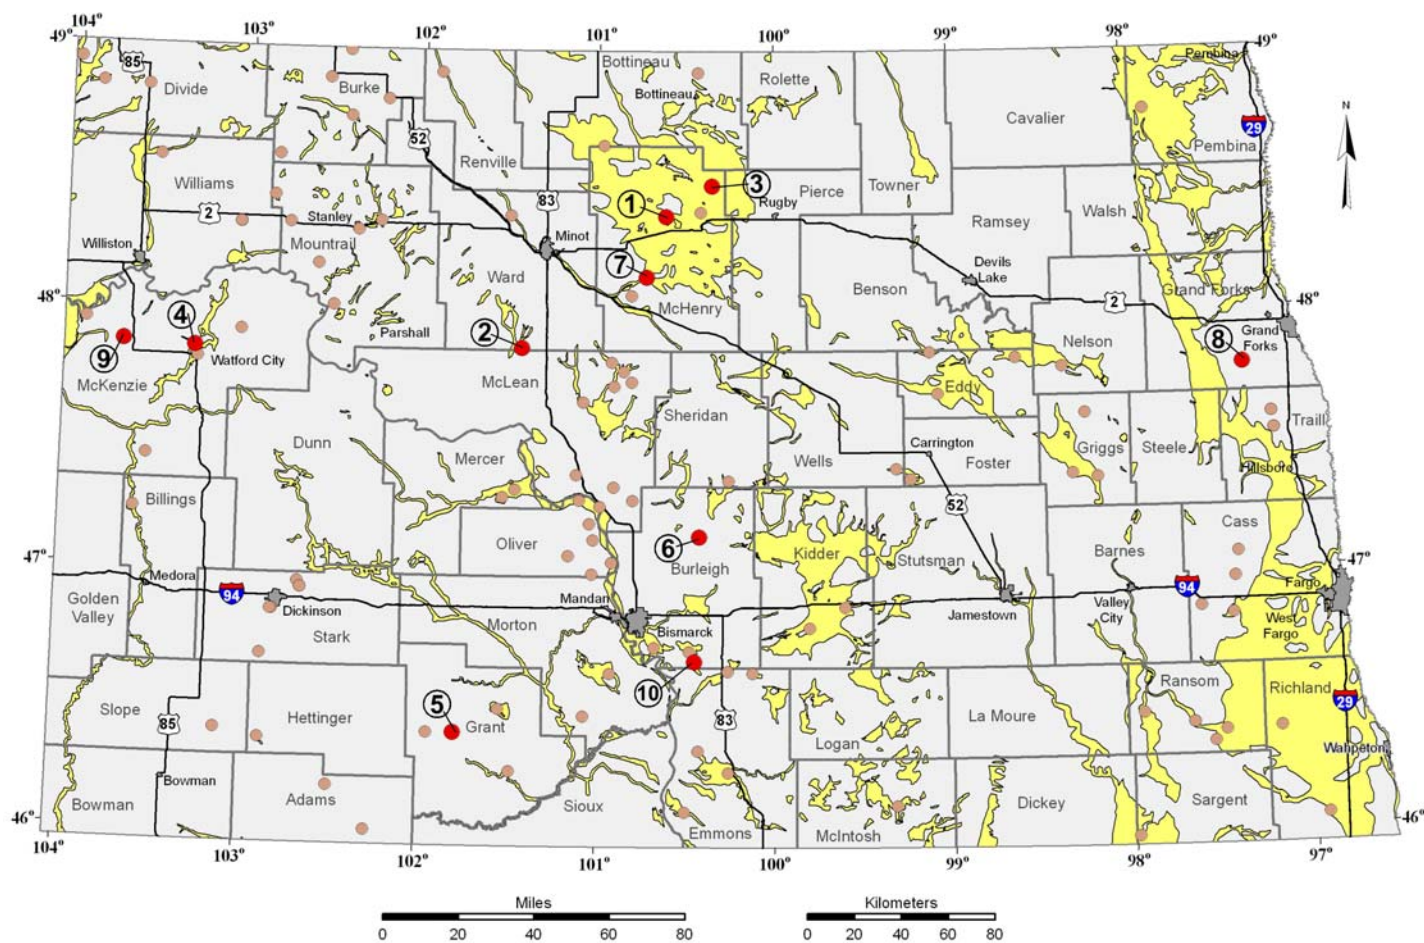 104°
103°
102°
101°
100°
99°
98°
49°
49°
Pembina
85
Bottineau
Rolette
Divide
Burke
Bottineau
Cavalier
N
52
29
Renville
Pembina
Williams
3
Pierce
Towner
1
Rugby
83
Walsh
2
Stanley
Ramsey
Minot
Williston
Mountrail
7
Devils
Lake
Ward
Benson
Grand Forks
48°
48°
2
McHenry
4
Parshall
2
Grand
Forks
8
Nelson
9
Watford City
McKenzie
McLean
Eddy
Sheridan
Traill
Dunn
Carrington
Griggs
Steele
Mercer
Wells
Foster
Hillsboro
Billings
52
Cass
6
Oliver
Kidder
Barnes
47°
47°
Stutsman
Burleigh
Medora
Fargo
94
94
Golden
Valley
Mandan
Dickinson
Valley
City
Jamestown
West
Fargo
Morton
Bismarck
Stark
Ransom
10
Richland
5
29
Slope
Hettinger
85
Grant
83
La Moure
Logan
Wahpeton
Bowman
Bowman
Adams
Sioux
Dickey
Sargent
46°
46°
Emmons
McIntosh
104°
103°
102°
101°
100°
99°
98°
97°
Miles
Kilometers
0 20 40 60 80
0 20 40 60 80